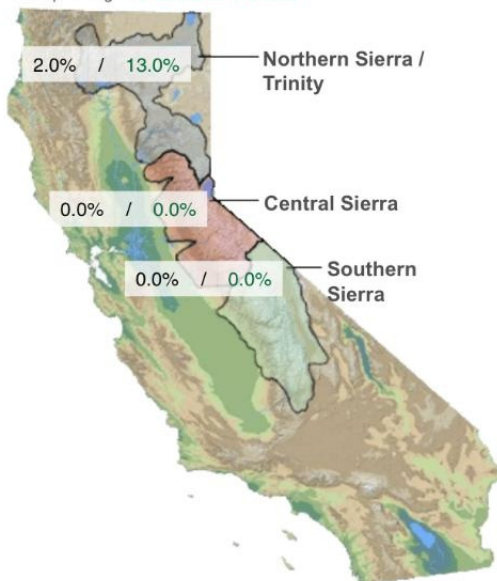 2.0% / 13.0%
Northern Sierra /
Trinity
0.0% / 0.0%
Central Sierra
0.0% / 0.0%
Southern
Sierra